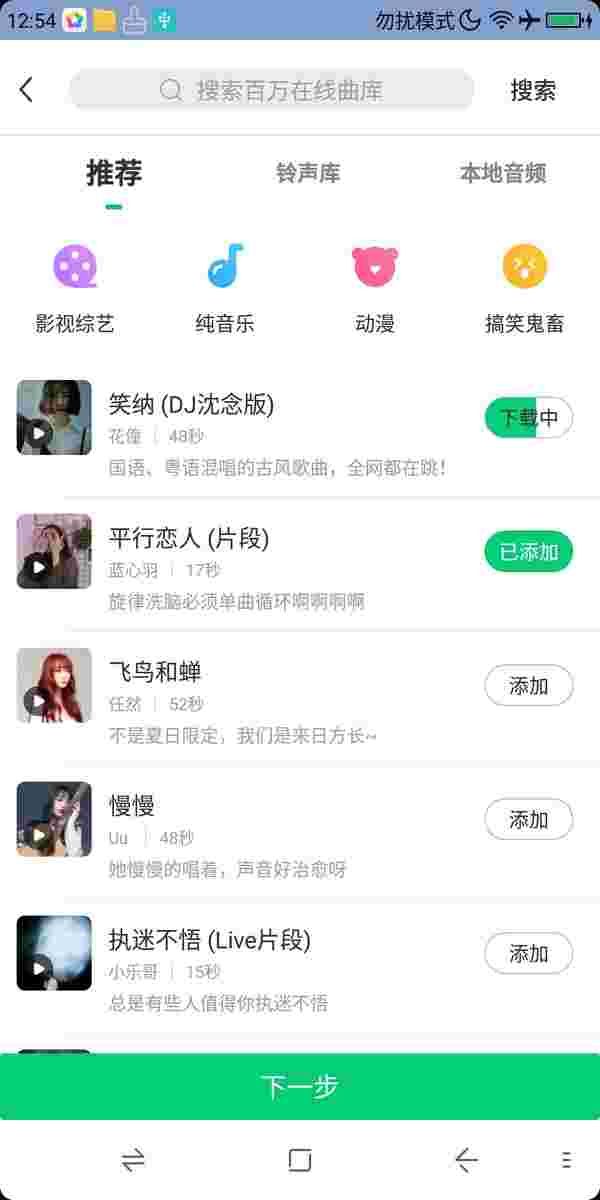 12:54
勿扰模式
搜索百万在线曲库
搜索
推荐
铃声库
本地音频
影视综艺
纯音乐
动漫
搞笑鬼畜
笑纳 (DJ沈念版)
花僮 | 48秒
国语、粤语混唱的古风歌曲，全网都在跳！
下载中
平行恋人 (片段)
蓝心羽 | 17秒
旋律洗脑必须单曲循环啊啊啊啊
已添加
飞鸟和蝉
任然 | 52秒
不是夏日限定，我们是来日方长~
添加
慢慢
Uu | 48秒
她慢慢的唱着，声音好治愈呀
添加
执迷不悟 (Live片段)
小乐哥 | 15秒
总是有些人值得你执迷不悟
添加
下一步